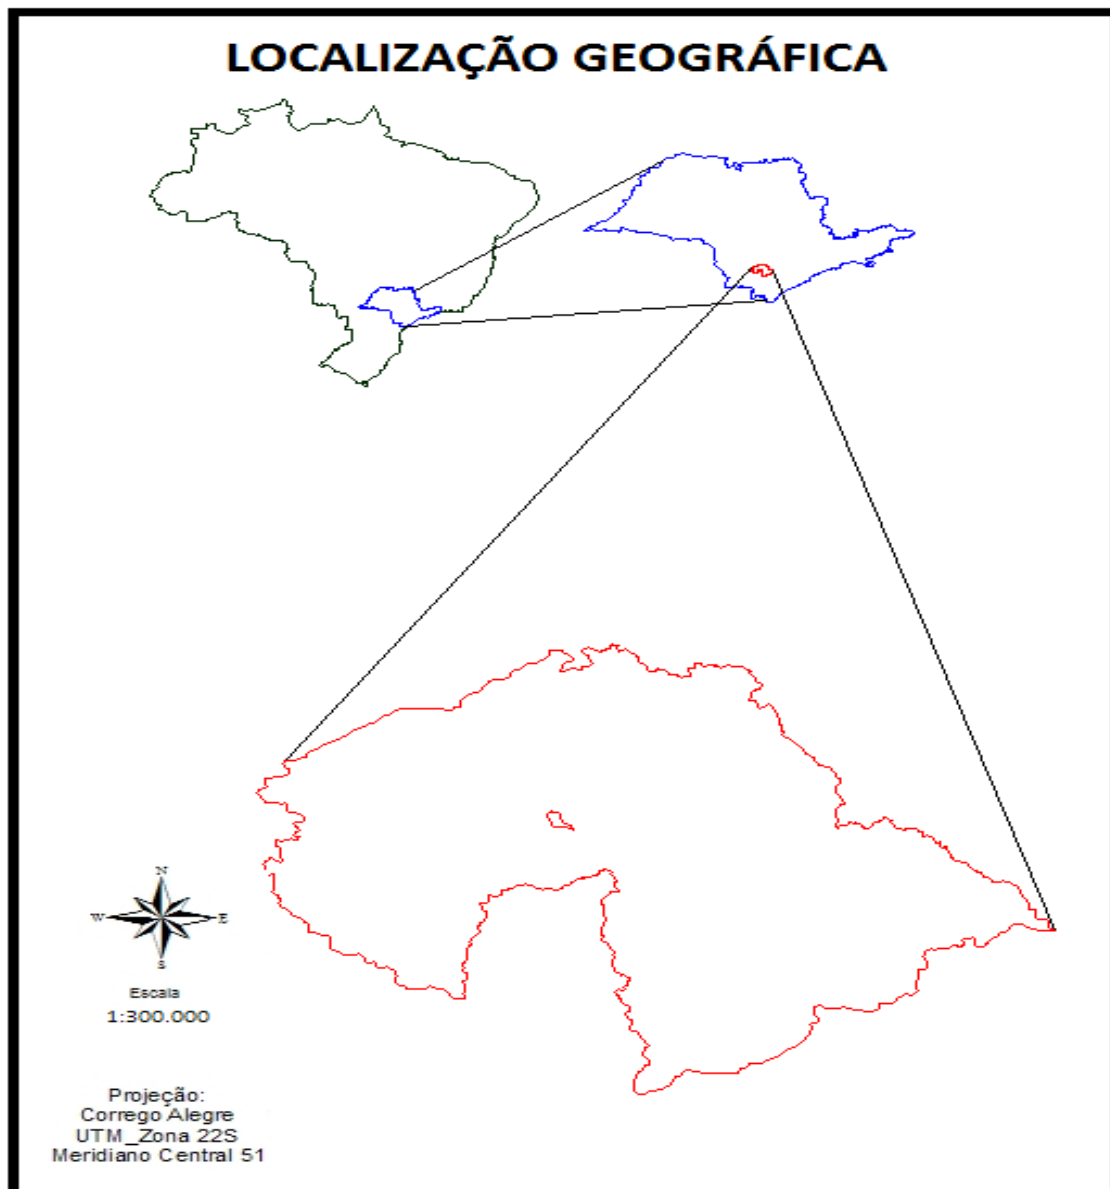 LOCALIZAÇÃO GEOGRÁFICA
N
W E
S
Escala
1:300.000
Projeção:
Corrego Alegre
UTM_Zona 22S
Meridiano Central 51